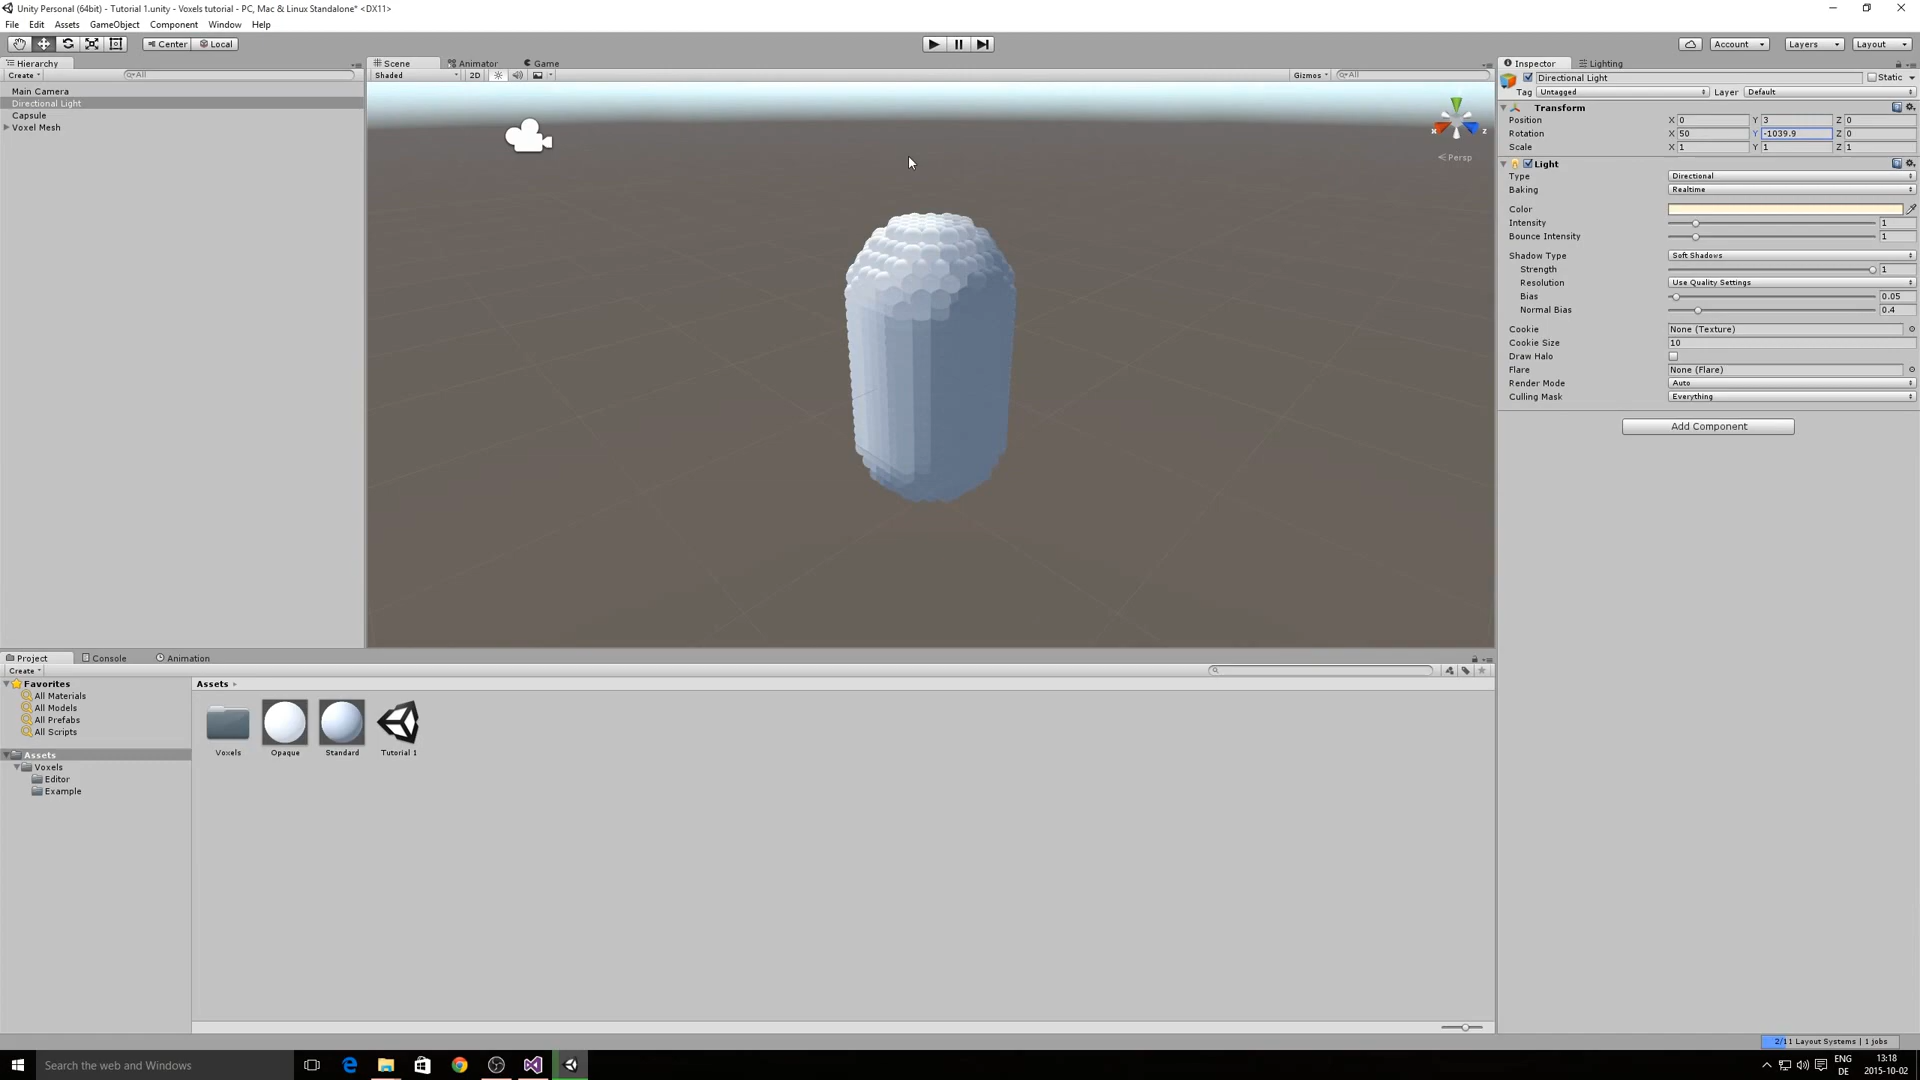 Unity Personal (64bit) - Tutorial 1.unity - Voxels tutorial - PC, Mac & Linux Standalone* <DX11>
File Edit Assets GameObject Component Window Help
Center Local
Account Layers Layout
Hierarchy
Create All
Main Camera
Directional Light
Capsule
Voxel Mesh
Scene Animator Game
Shaded 2D Gizmos All
x z
Persp
Inspector Lighting
Directional Light Static
Tag Untagged Layer Default
Transform
Position X 0 Y 3 Z 0
Rotation X 50 Y -1039.9 Z 0
Scale X 1 Y 1 Z 1
Light
Type Directional
Baking Realtime
Color
Intensity 1
Bounce Intensity 1
Shadow Type Soft Shadows
Strength 1
Resolution Use Quality Settings
Bias 0.05
Normal Bias 0.4
Cookie None (Texture)
Cookie Size 10
Draw Halo
Flare None (Flare)
Render Mode Auto
Culling Mask Everything
Add Component
Project Console Animation
Create
Favorites
All Materials
All Models
All Prefabs
All Scripts
Assets
Voxels
Editor
Example
Assets
Voxels Opaque Standard Tutorial 1
2/11 Layout Systems | 1 jobs
Search the web and Windows
ENG 13:18
DE 2015-10-02